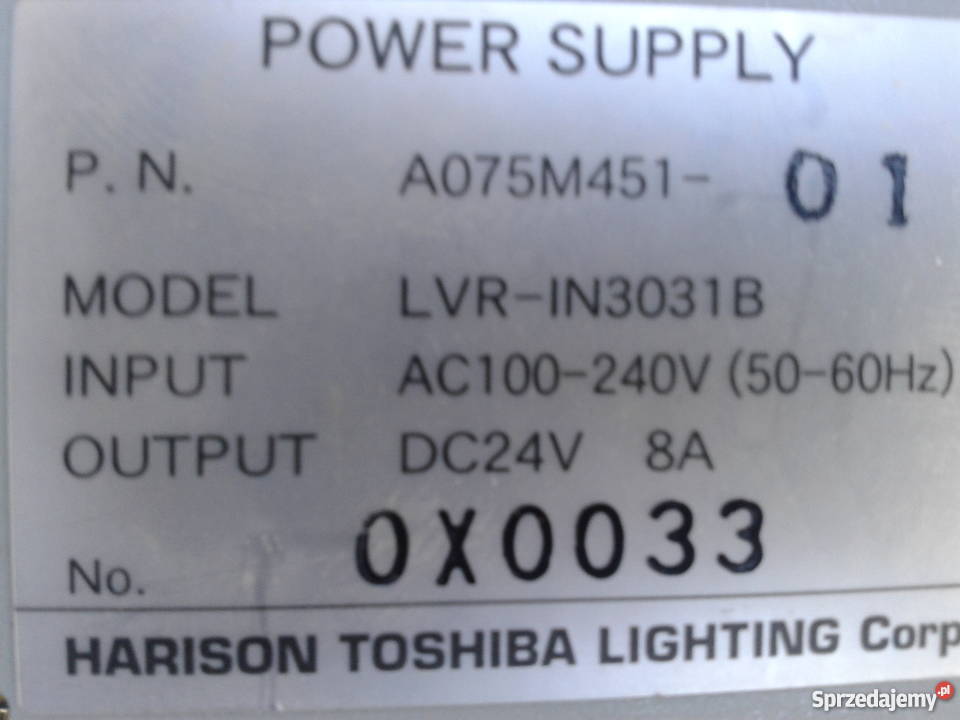 POWER SUPPLY
P. N. A075M451- 01
MODEL LVR-IN3031B
INPUT AC100-240V (50-60Hz)
OUTPUT DC24V 8A
No. 0X0033
HARISON TOSHIBA LIGHTING Corp
Sprzedajemy.pl